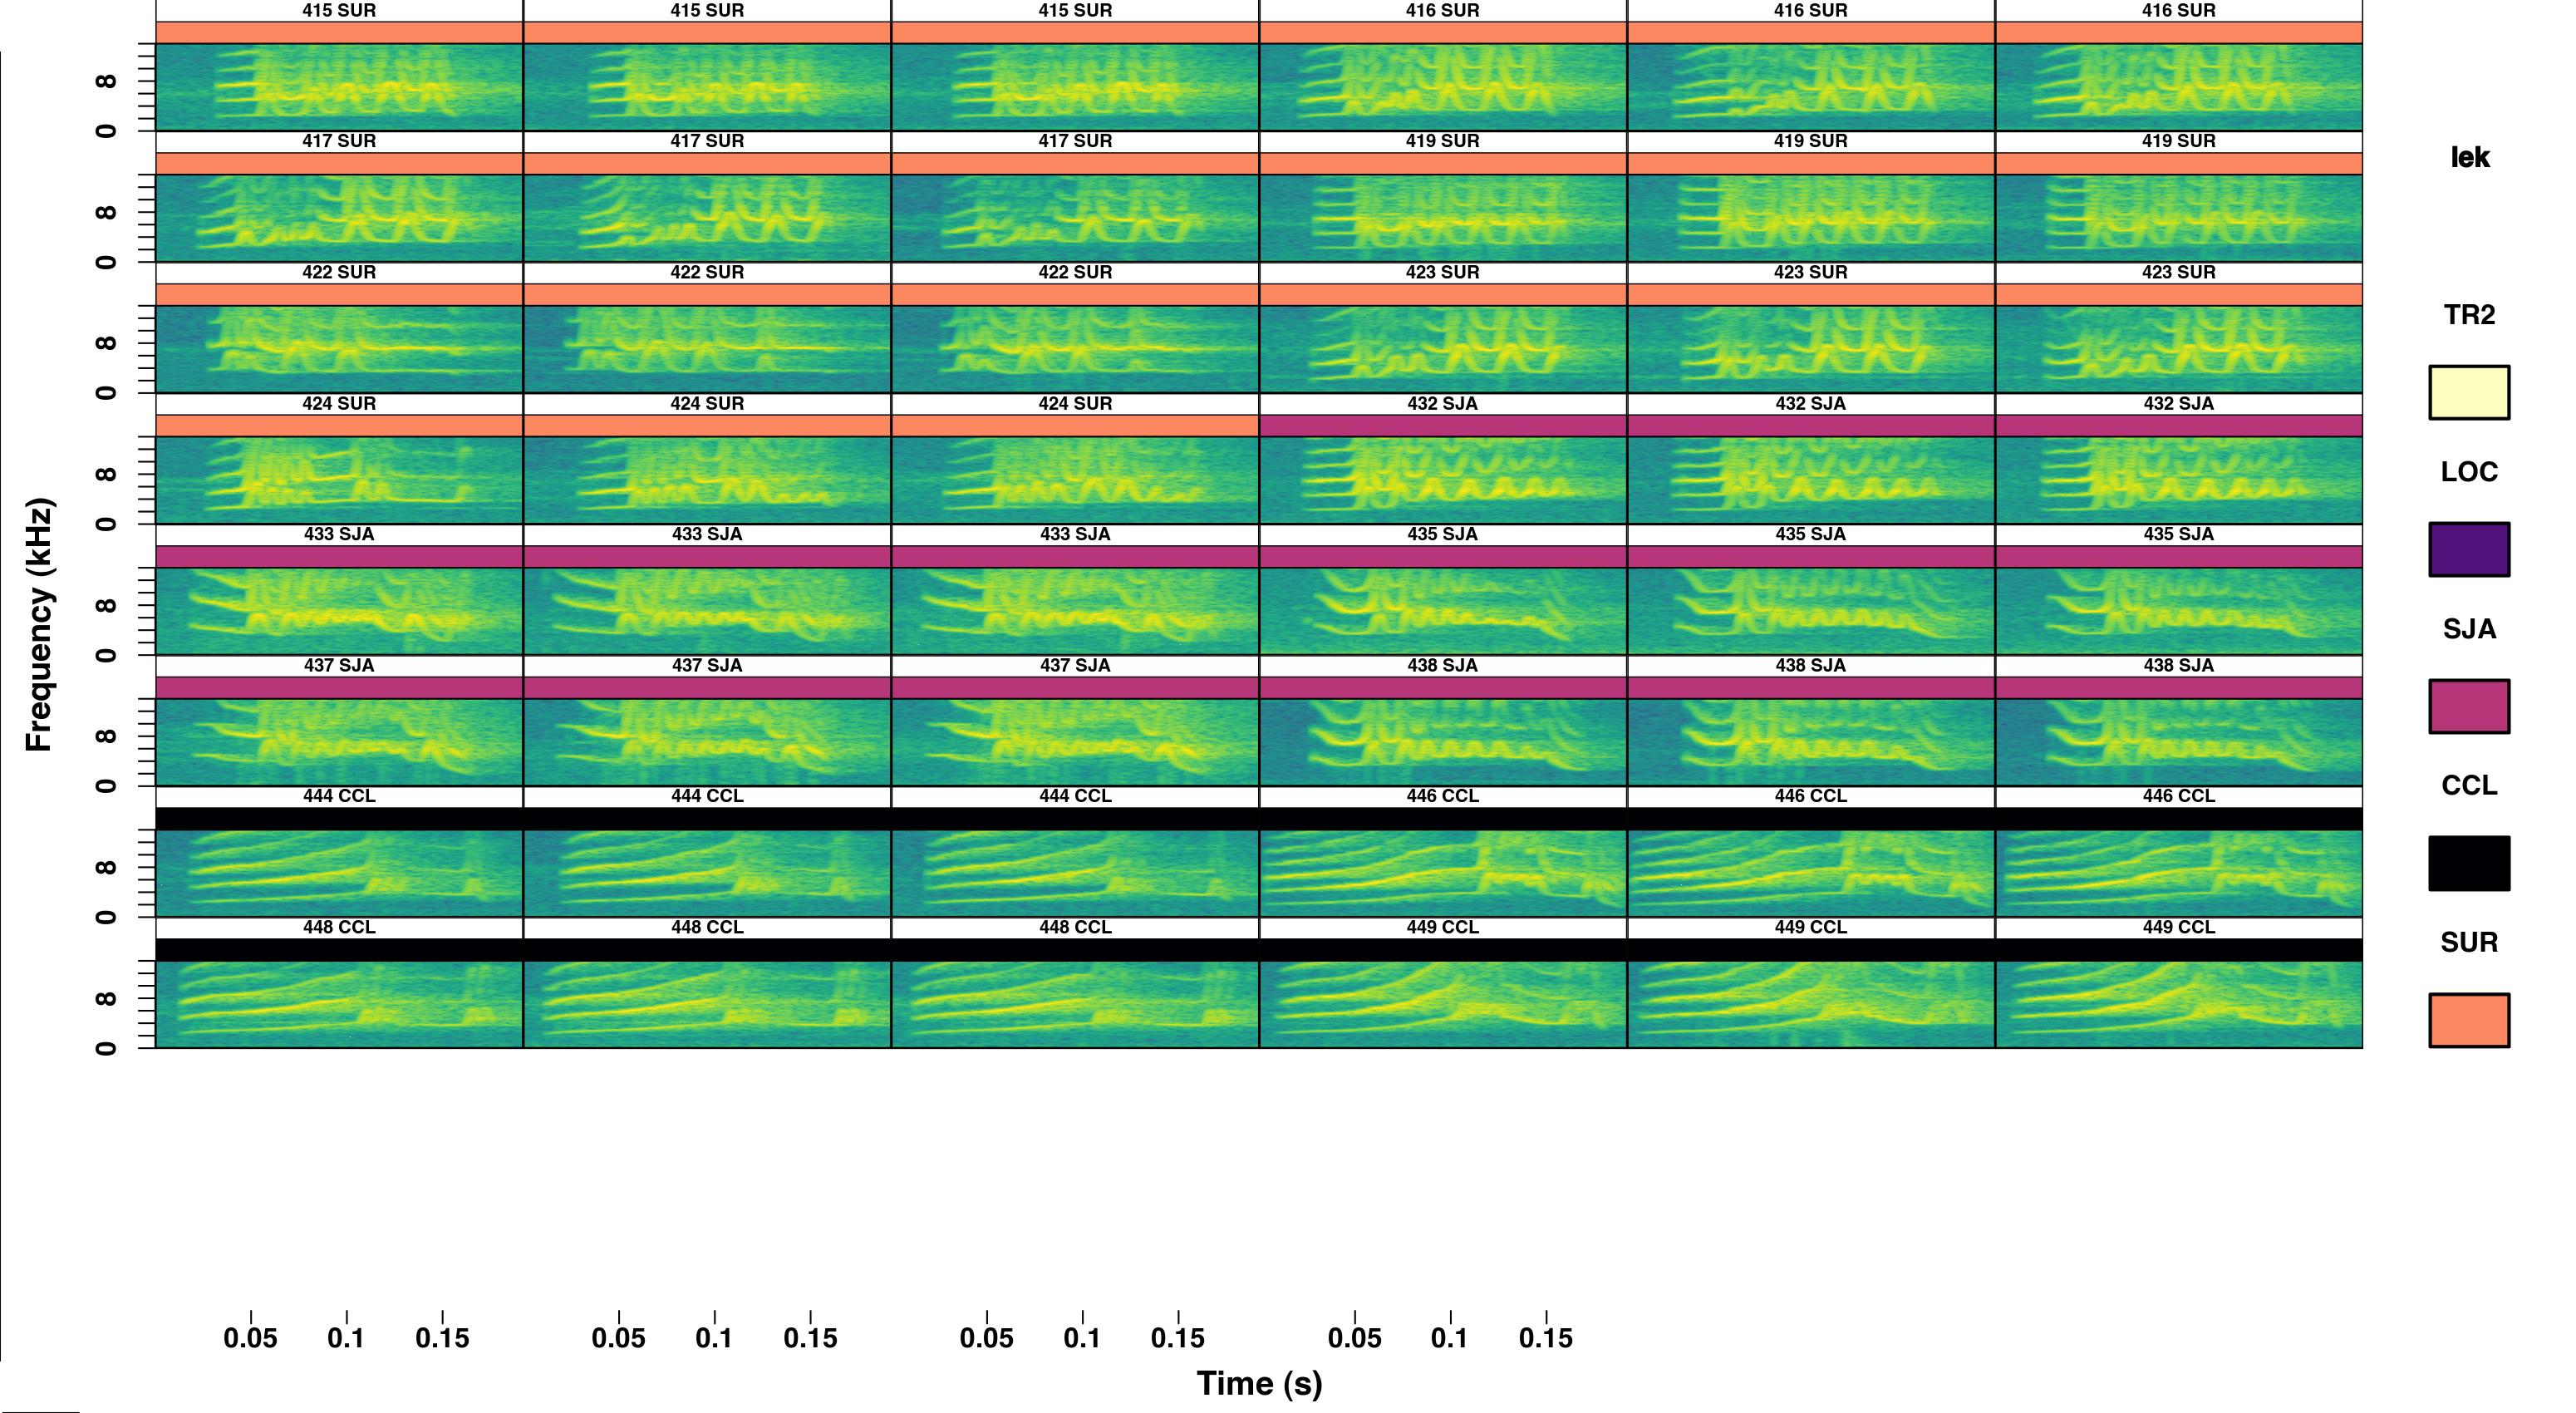 415 SUR 415 SUR 415 SUR 416 SUR 416 SUR 416 SUR
8
0
417 SUR 417 SUR 417 SUR 419 SUR 419 SUR 419 SUR
8
0
422 SUR 422 SUR 422 SUR 423 SUR 423 SUR 423 SUR
8
0
424 SUR 424 SUR 424 SUR 432 SJA 432 SJA 432 SJA
8
0
433 SJA 433 SJA 433 SJA 435 SJA 435 SJA 435 SJA
8
0
437 SJA 437 SJA 437 SJA 438 SJA 438 SJA 438 SJA
8
0
444 CCL 444 CCL 444 CCL 446 CCL 446 CCL 446 CCL
8
0
448 CCL 448 CCL 448 CCL 449 CCL 449 CCL 449 CCL
8
0
Frequency (kHz)
0.05 0.1 0.15 0.05 0.1 0.15 0.05 0.1 0.15 0.05 0.1 0.15
Time (s)
lek
TR2
LOC
SJA
CCL
SUR